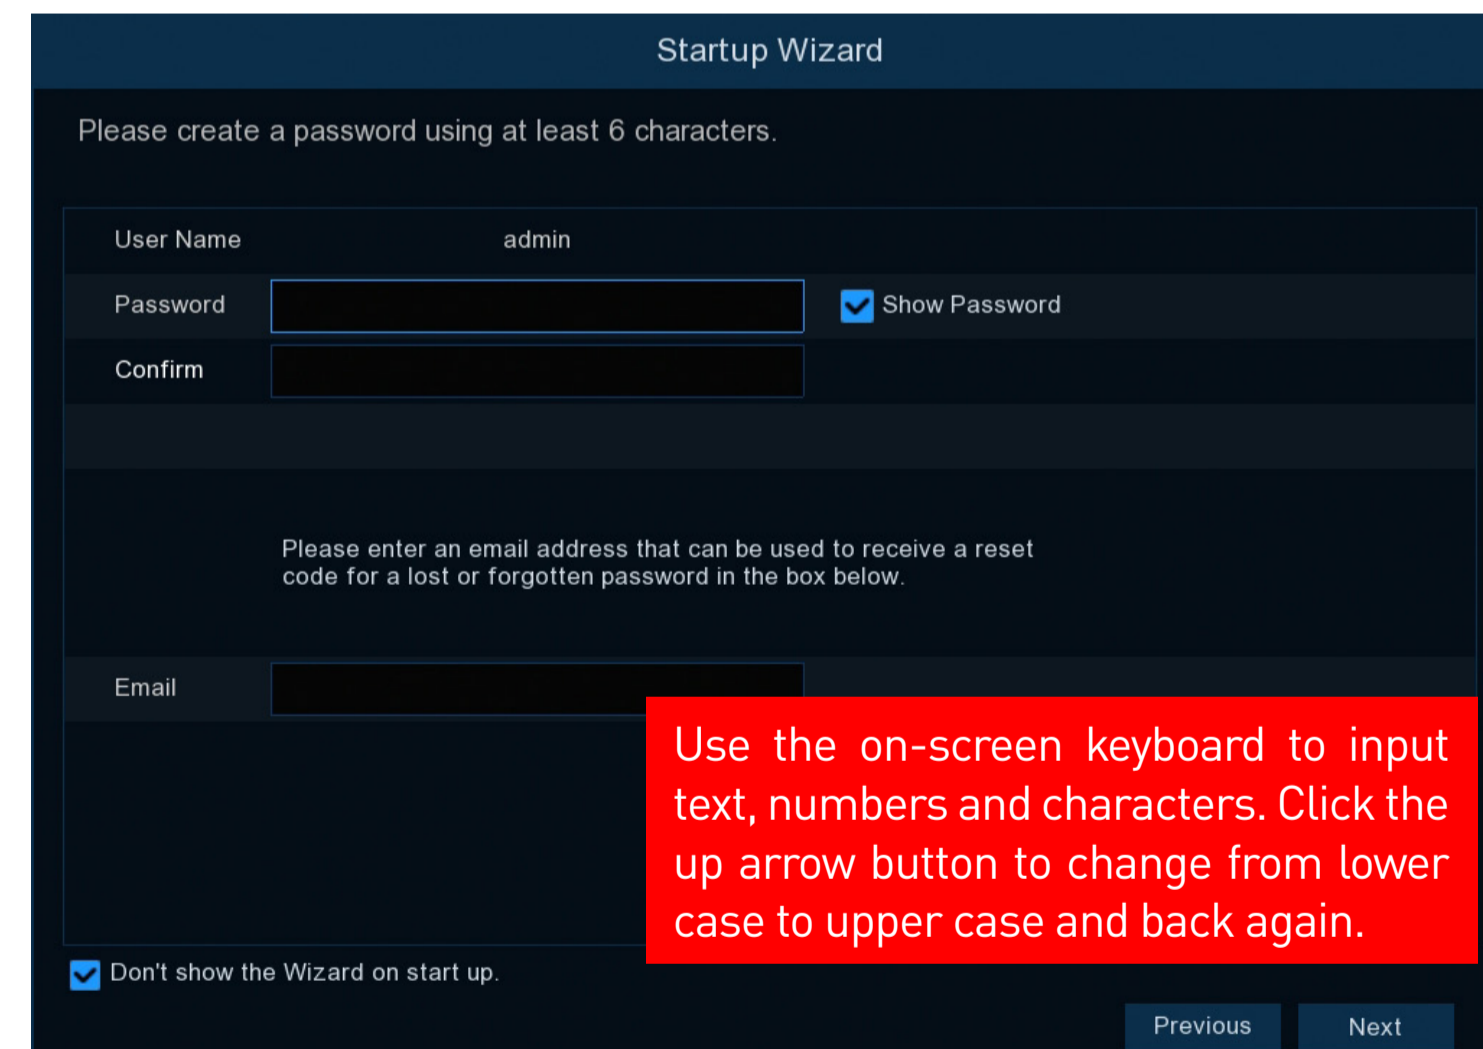 Startup Wizard
Please create a password using at least 6 characters.
User Name admin
Password Show Password
Confirm
Please enter an email address that can be used to receive a reset
code for a lost or forgotten password in the box below.
Email
Use the on-screen keyboard to input
text, numbers and characters. Click the
up arrow button to change from lower
case to upper case and back again.
Don't show the Wizard on start up.
Previous Next